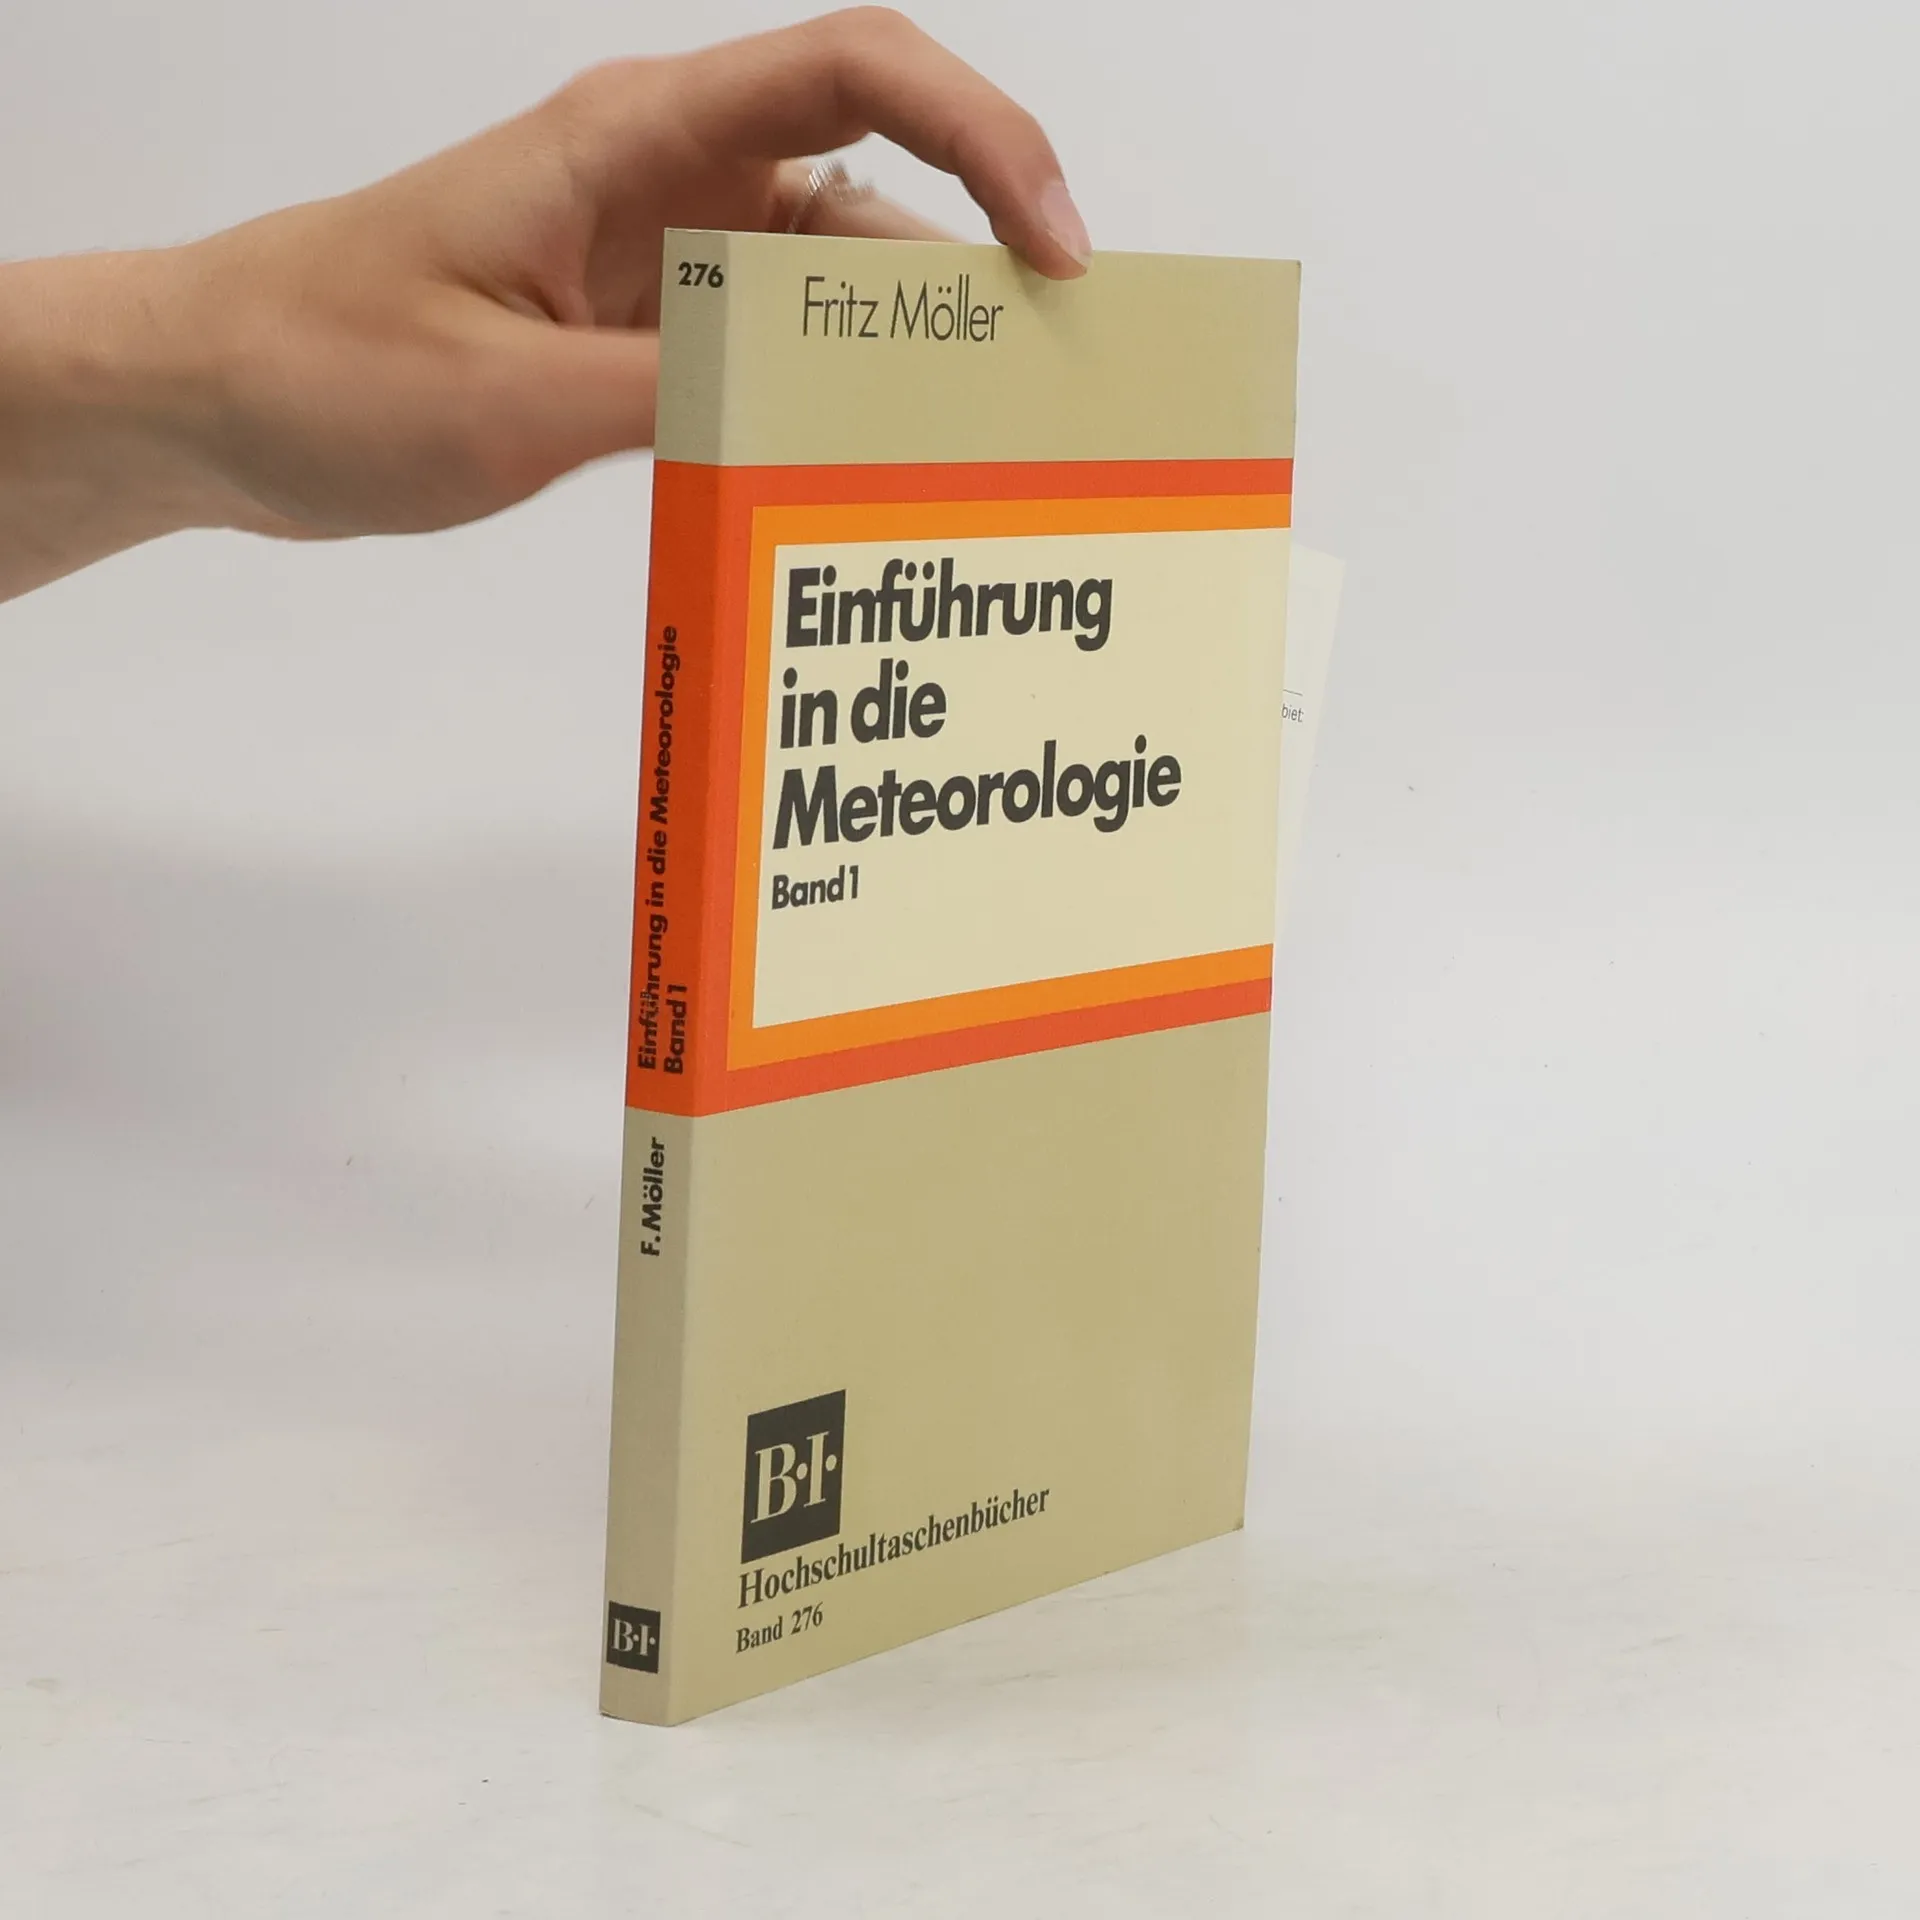 276
Fritz Möller
Einführung
in die
Meteorologie
Band 1
Einführung in die Meteorologie
Band 1
F. Möller
B·I·
B·I·
Hochschultaschenbücher
Band 276
biet: